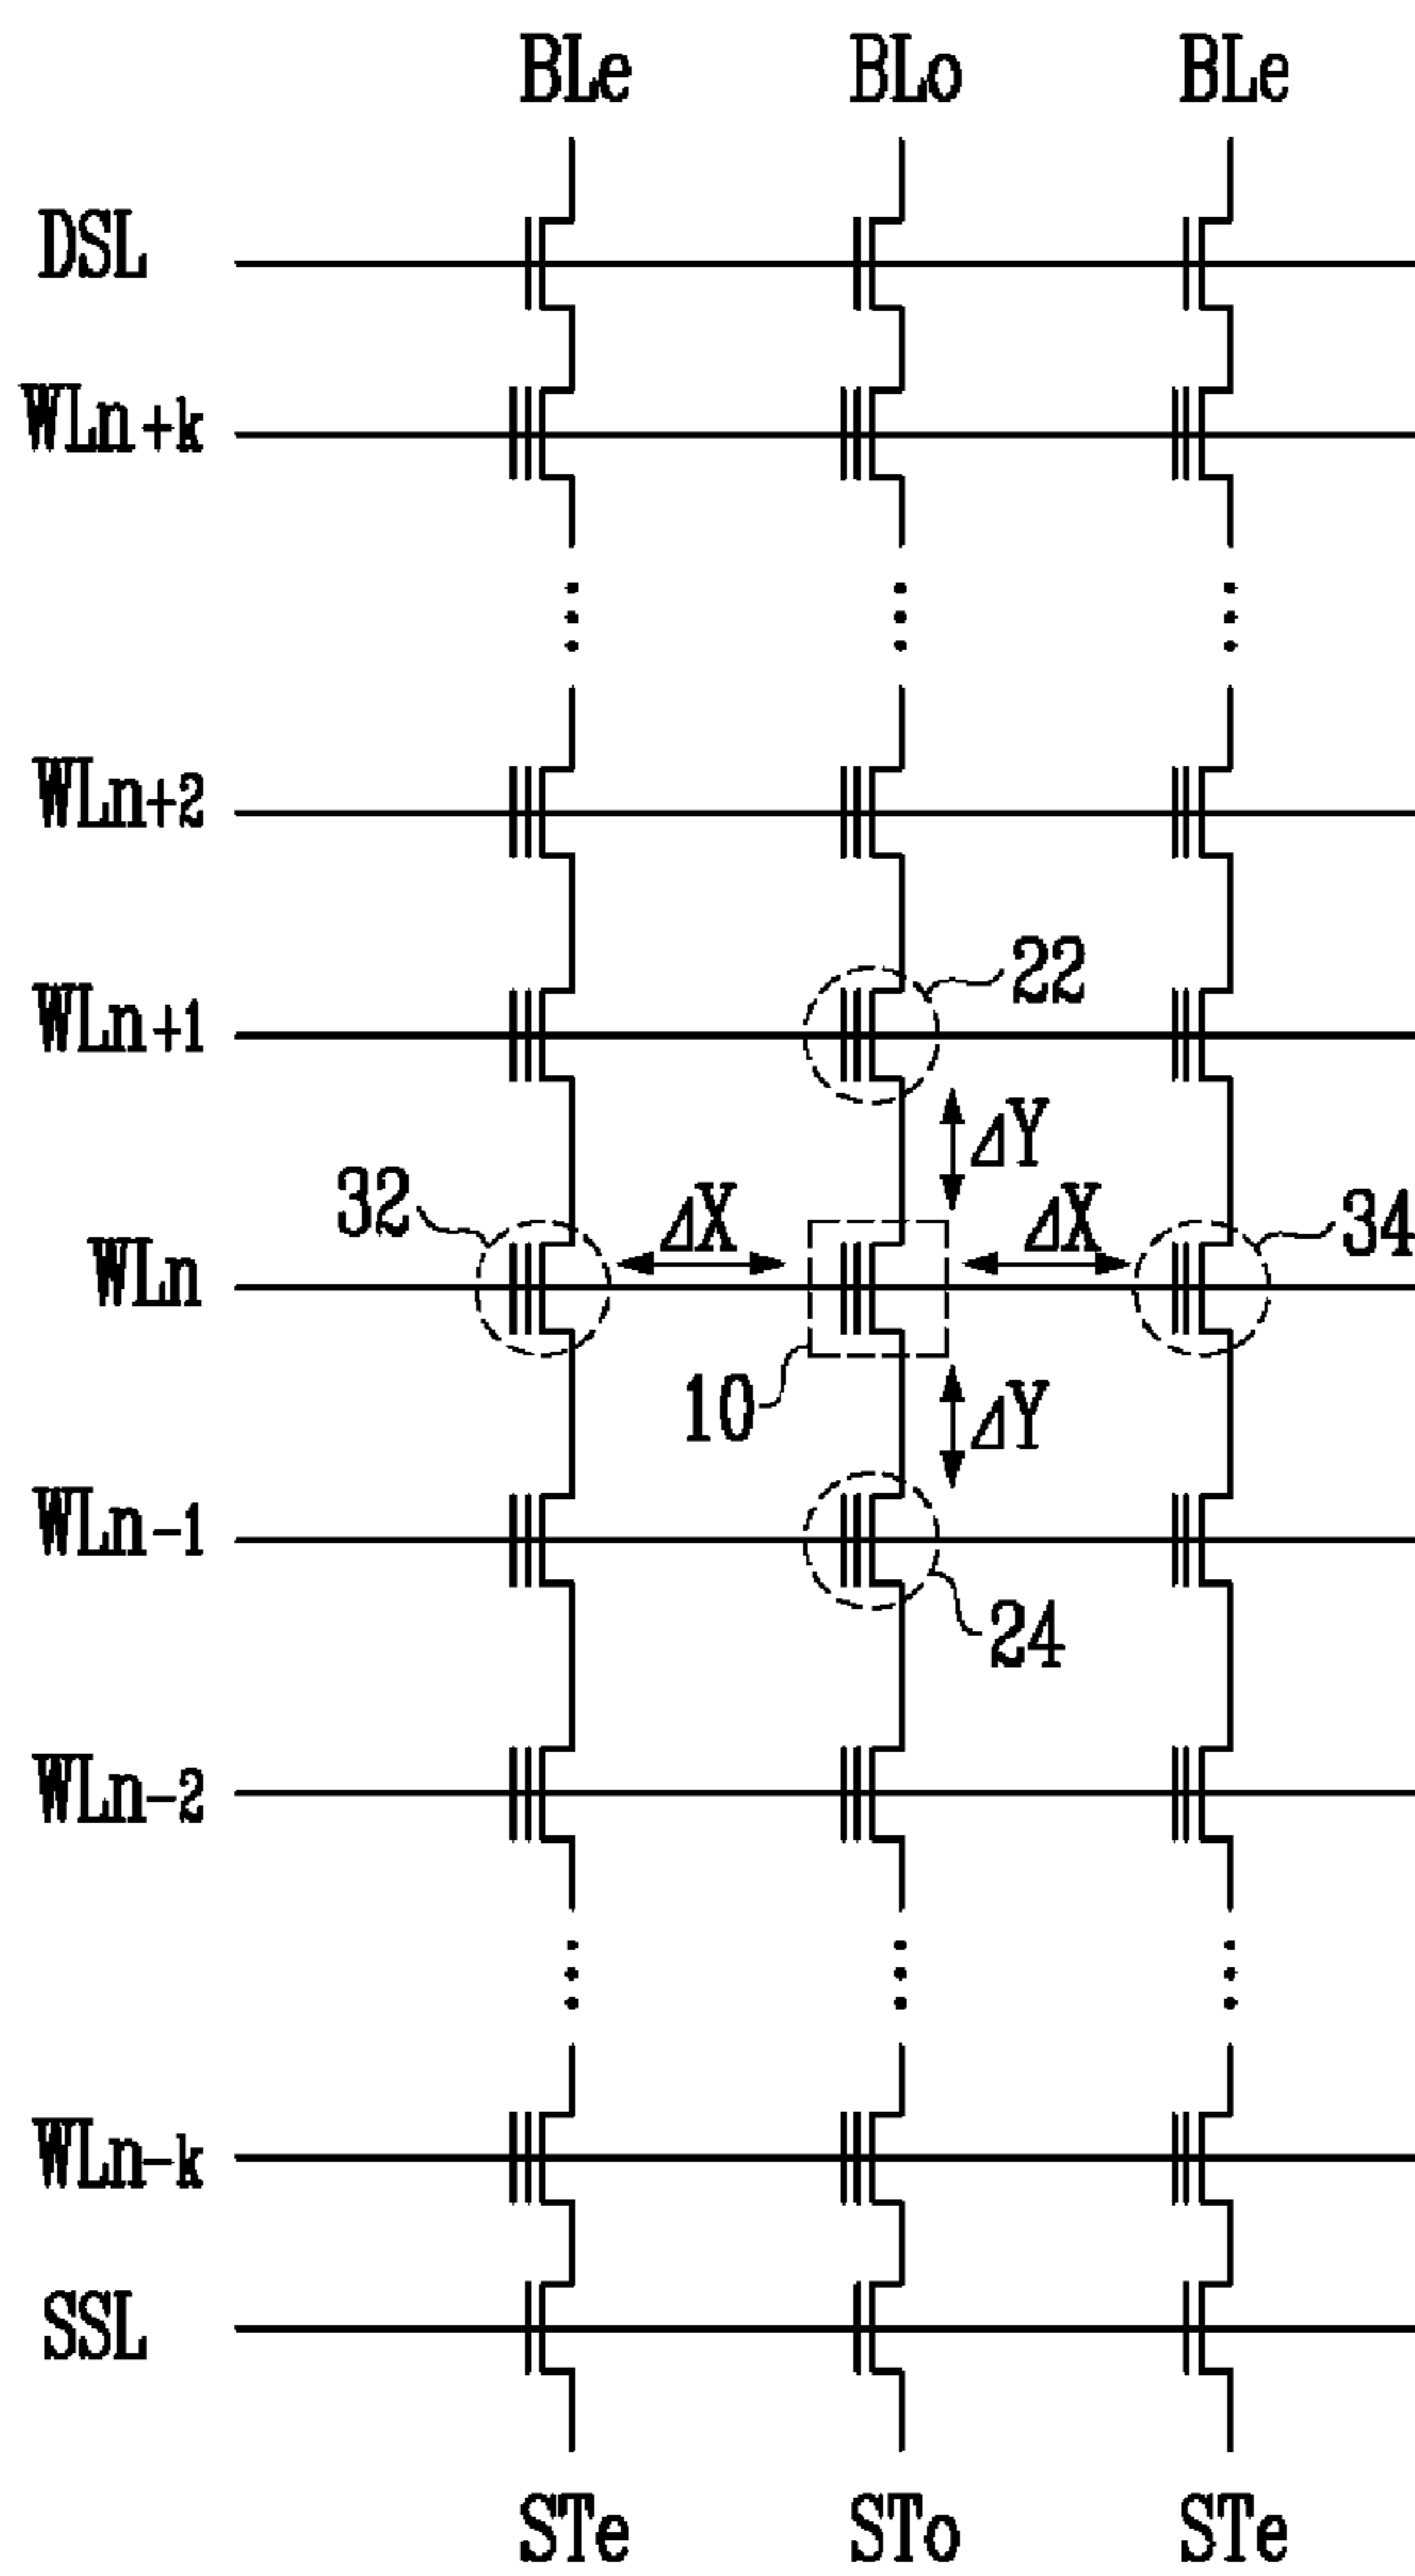 BLe BLo BLe
DSL
WLn+k
WLn+2
22
WLn+1
ΔY
32 ΔX ΔX 34
WLn
10 ΔY
WLn-1
24
WLn-2
WLn-k
SSL
STe STo STe